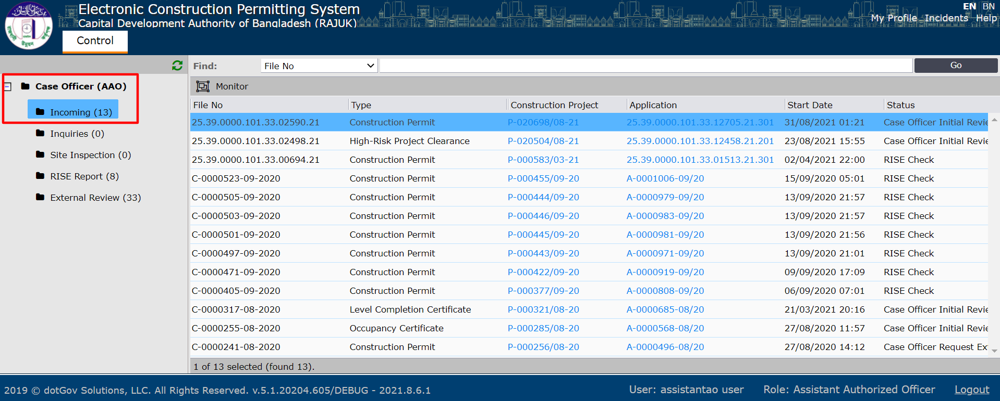 Electronic Construction Permitting System
Capital Development Authority of Bangladesh (RAJUK)
EN BN
My Profile Incidents Help
Control
Find: File No Go
Case Officer (AAO)
Incoming (13)
Inquiries (0)
Site Inspection (0)
RISE Report (8)
External Review (33)
Monitor
File No Type Construction Project Application Start Date Status
25.39.0000.101.33.02590.21 Construction Permit P-020698/08-21 25.39.0000.101.33.12705.21.301 31/08/2021 01:21 Case Officer Initial Revie
25.39.0000.101.33.02498.21 High-Risk Project Clearance P-020504/08-21 25.39.0000.101.33.12458.21.201 23/08/2021 15:55 Case Officer Initial Revie
25.39.0000.101.33.00694.21 Construction Permit P-000583/03-21 25.39.0000.101.33.01513.21.301 02/04/2021 22:00 RISE Check
C-0000523-09-2020 Construction Permit P-000455/09-20 A-0001006-09/20 15/09/2020 05:01 RISE Check
C-0000505-09-2020 Construction Permit P-000444/09-20 A-0000979-09/20 13/09/2020 21:57 RISE Check
C-0000503-09-2020 Construction Permit P-000446/09-20 A-0000983-09/20 13/09/2020 21:57 RISE Check
C-0000501-09-2020 Construction Permit P-000445/09-20 A-0000981-09/20 13/09/2020 21:56 RISE Check
C-0000497-09-2020 Construction Permit P-000443/09-20 A-0000971-09/20 13/09/2020 21:01 RISE Check
C-0000471-09-2020 Construction Permit P-000422/09-20 A-0000919-09/20 09/09/2020 17:09 RISE Check
C-0000405-09-2020 Construction Permit P-000377/09-20 A-0000808-09/20 06/09/2020 07:01 RISE Check
C-0000317-08-2020 Level Completion Certificate P-000321/08-20 A-0000685-08/20 21/03/2021 20:16 Case Officer Initial Revie
C-0000255-08-2020 Occupancy Certificate P-000285/08-20 A-0000568-08/20 27/08/2020 11:57 Case Officer Initial Revie
C-0000241-08-2020 Construction Permit P-000256/08-20 A-0000496-08/20 27/08/2020 14:12 Case Officer Request Ex
1 of 13 selected (found 13).
2019 © dotGov Solutions, LLC. All Rights Reserved. v.5.1.20204.605/DEBUG - 2021.8.6.1
User: assistantao user Role: Assistant Authorized Officer Logout